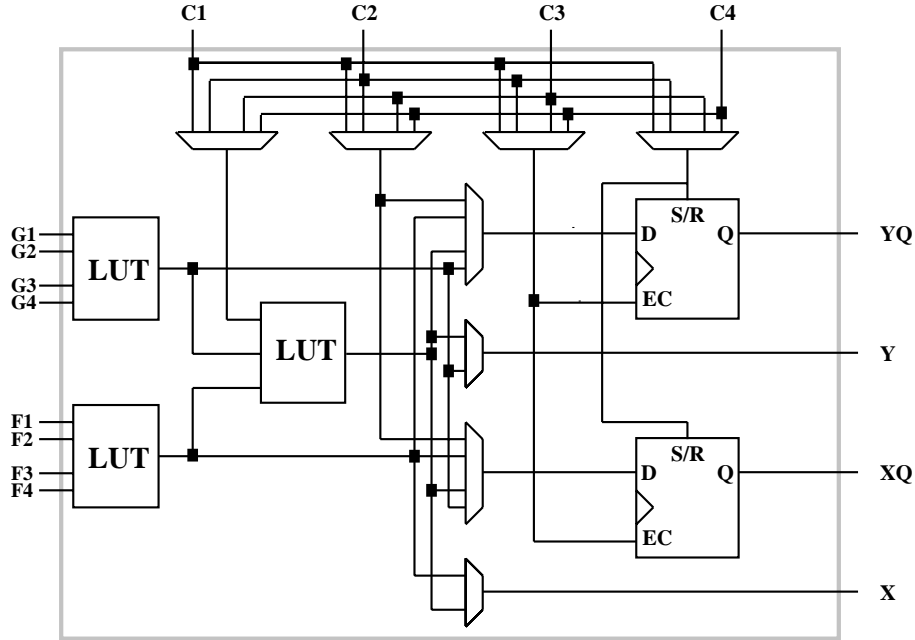 C1 C2 C3 C4
S/R
G1 D Q YQ
G2 LUT
G3 EC
G4
LUT Y
F1
F2 S/R
LUT D Q XQ
F3
F4
EC
X